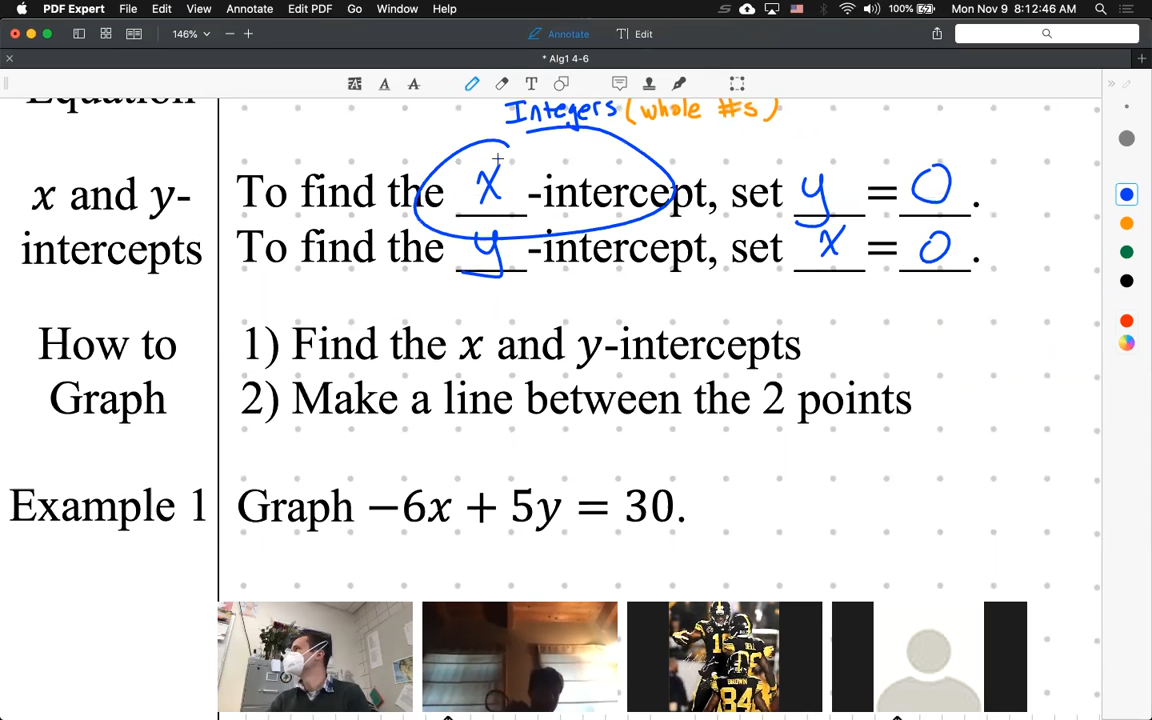 PDF Expert File Edit View Annotate Edit PDF Go Window Help 100% Mon Nov 9 8:12:46 AM
146% Annotate Edit
* Alg1 4-6
Equation
Integers (whole #s)
x and y-intercepts
To find the x -intercept, set y = 0.
To find the y -intercept, set x = 0.
How to Graph
1) Find the x and y-intercepts
2) Make a line between the 2 points
Example 1
Graph −6x + 5y = 30.
BELL
BROWN
84